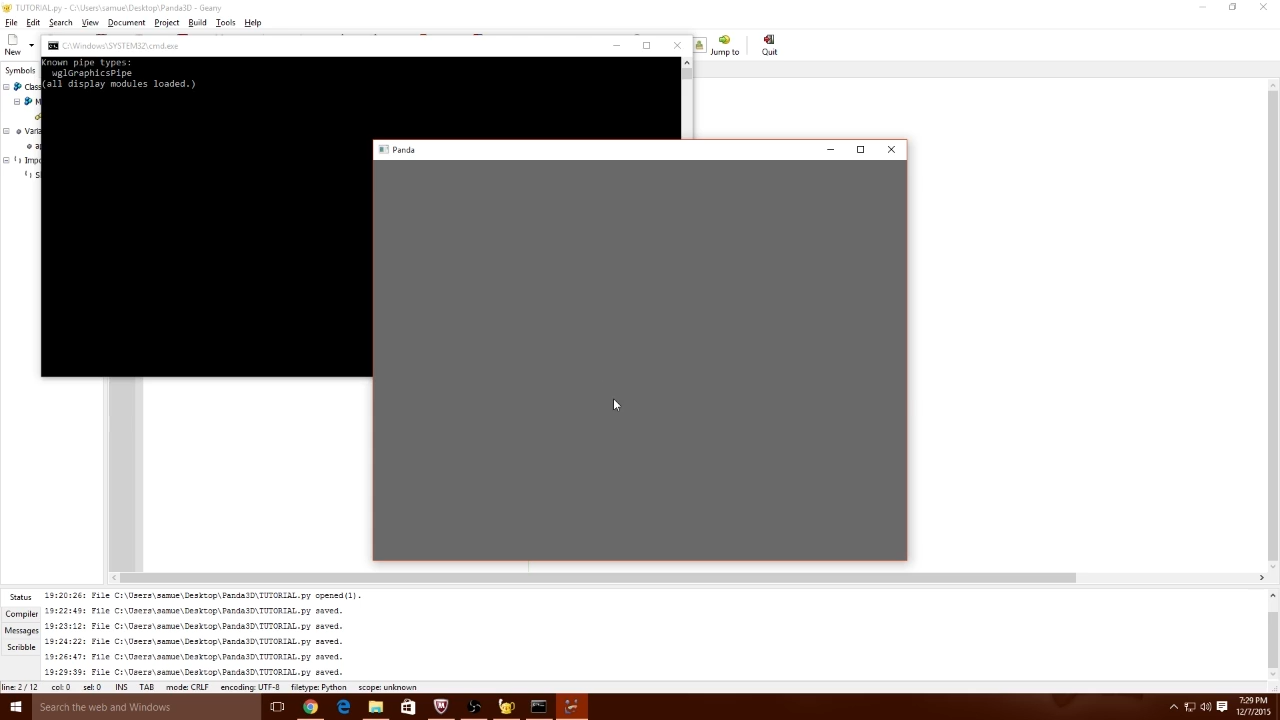 TUTORIAL.py - C:\Users\samue\Desktop\Panda3D - Geany
File Edit Search View Document Project Build Tools Help
New Jump to Quit
C:\Windows\SYSTEM32\cmd.exe
Known pipe types:
wglGraphicsPipe
(all display modules loaded.)
Symbols
Clas
M
Varia
ap
Impo
Panda
Status
Compiler
Messages
Scribble
19:20:26: File C:\Users\samue\Desktop\Panda3D\TUTORIAL.py opened(1).
19:22:49: File C:\Users\samue\Desktop\Panda3D\TUTORIAL.py saved.
19:23:12: File C:\Users\samue\Desktop\Panda3D\TUTORIAL.py saved.
19:24:22: File C:\Users\samue\Desktop\Panda3D\TUTORIAL.py saved.
19:26:47: File C:\Users\samue\Desktop\Panda3D\TUTORIAL.py saved.
19:29:39: File C:\Users\samue\Desktop\Panda3D\TUTORIAL.py saved.
line: 2 / 12 col: 0 sel: 0 INS TAB mode: CRLF encoding: UTF-8 filetype: Python scope: unknown
Search the web and Windows
7:29 PM
12/7/2015